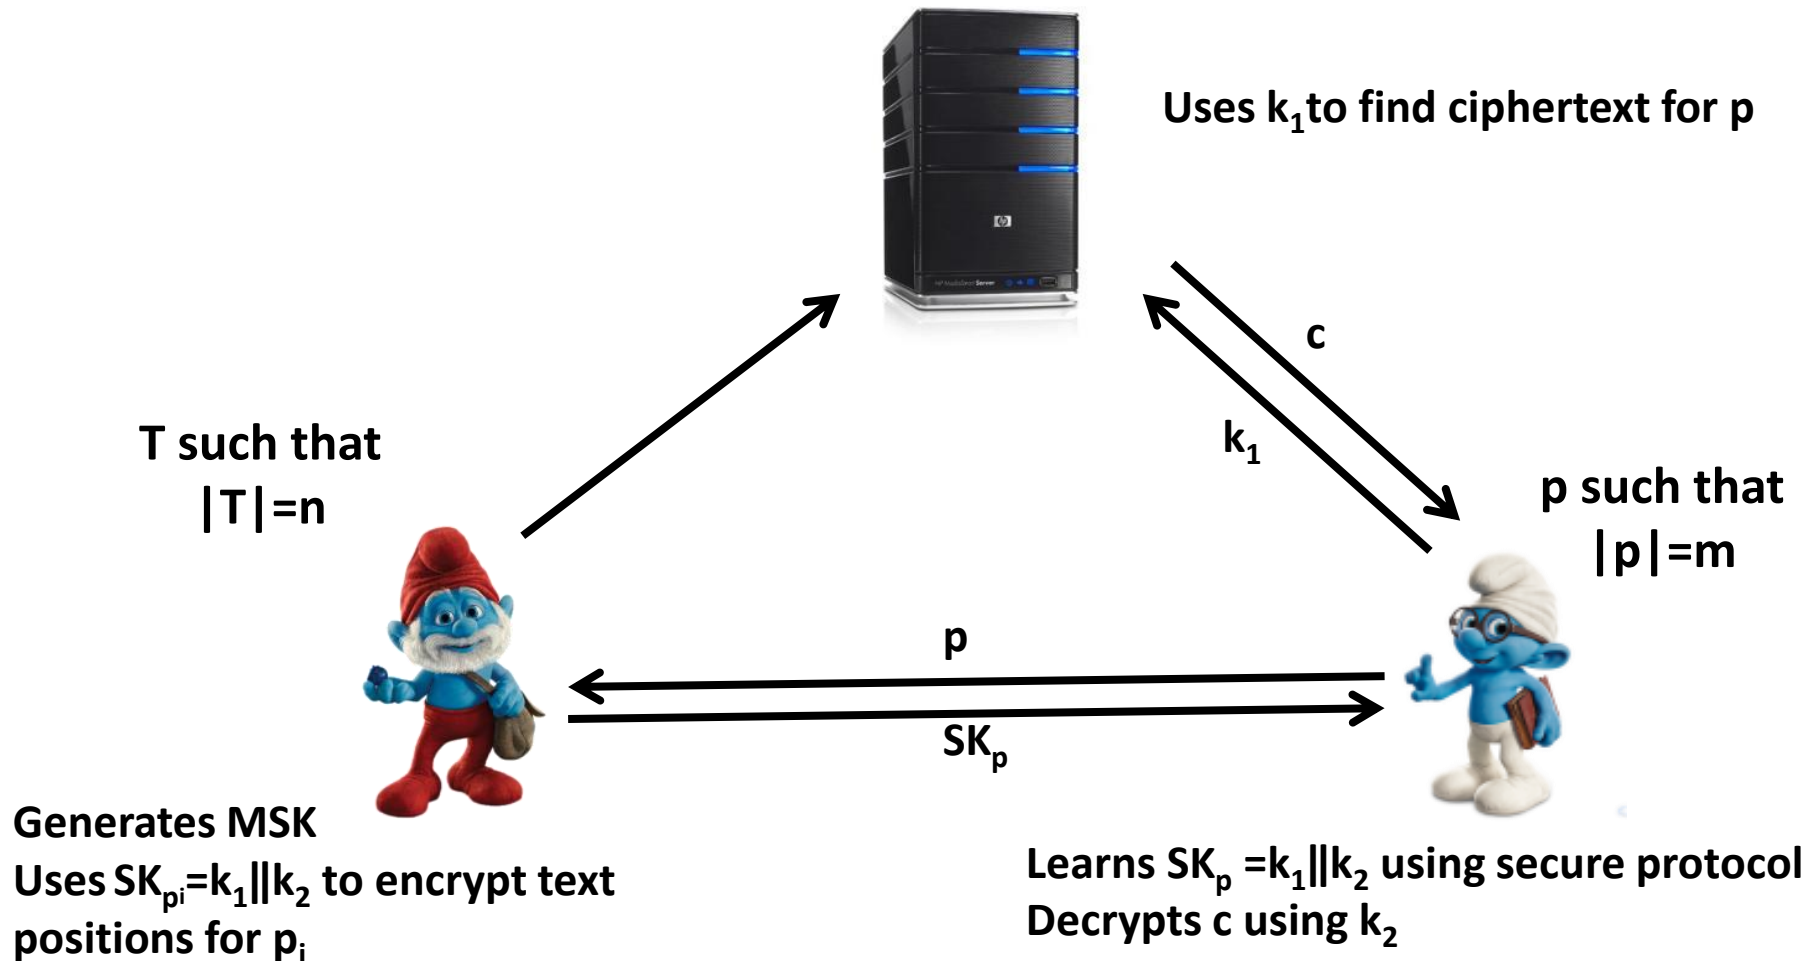 Uses k₁to find ciphertext for p
c
k₁
T such that
|T|=n
p such that
|p|=m
p
SKₚ
Generates MSK
Uses SKₚᵢ=k₁||k₂ to encrypt text
positions for pᵢ
Learns SKₚ =k₁||k₂ using secure protocol
Decrypts c using k₂
hp